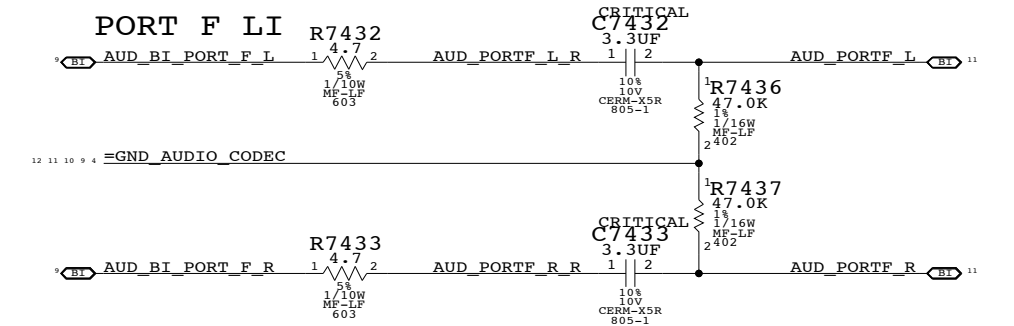 PORT F LI
R7432
4.7
1 2
5%
1/10W
MF-LF
603
CRITICAL
C7432
3.3UF
1 2
10%
10V
CERM-X5R
805-1
9 BI AUD_BI_PORT_F_L
AUD_PORTF_L_R
AUD_PORTF_L BI 11
1
R7436
47.0K
1%
1/16W
MF-LF
2 402
12 11 10 9 4 =GND_AUDIO_CODEC
1
R7437
47.0K
1%
1/16W
MF-LF
2 402
R7433
4.7
1 2
5%
1/10W
MF-LF
603
CRITICAL
C7433
3.3UF
1 2
10%
10V
CERM-X5R
805-1
9 BI AUD_BI_PORT_F_R
AUD_PORTF_R_R
AUD_PORTF_R BI 11